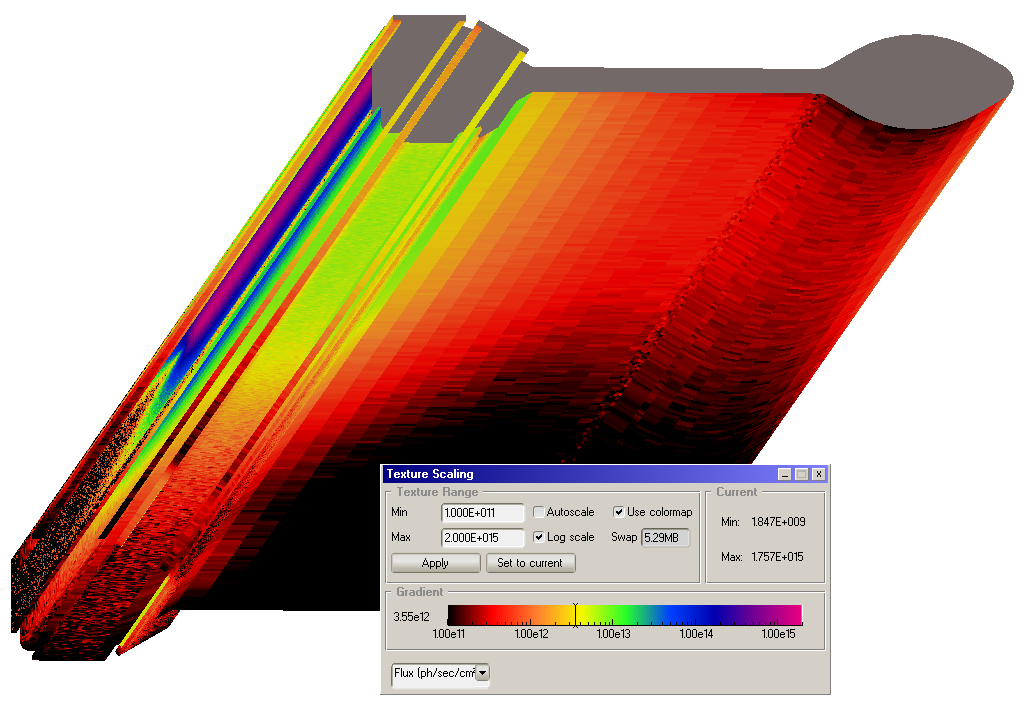 Texture Scaling
Texture Range
Min 1.000E+011 Autoscale Use colormap
Max 2.000E+015 Log scale Swap 5.29MB
Apply Set to current
Current
Min: 1.847E+009
Max: 1.757E+015
Gradient
3.55e12
1.00e11 1.00e12 1.00e13 1.00e14 1.00e15
Flux (ph/sec/cm²